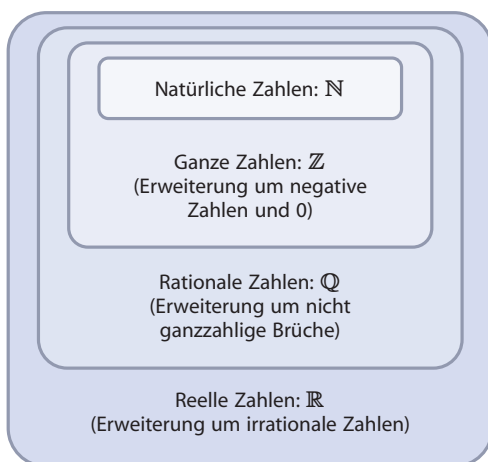 Natürliche Zahlen: ℕ
Ganze Zahlen: ℤ
(Erweiterung um negative
Zahlen und 0)
Rationale Zahlen: ℚ
(Erweiterung um nicht
ganzzahlige Brüche)
Reelle Zahlen: ℝ
(Erweiterung um irrationale Zahlen)